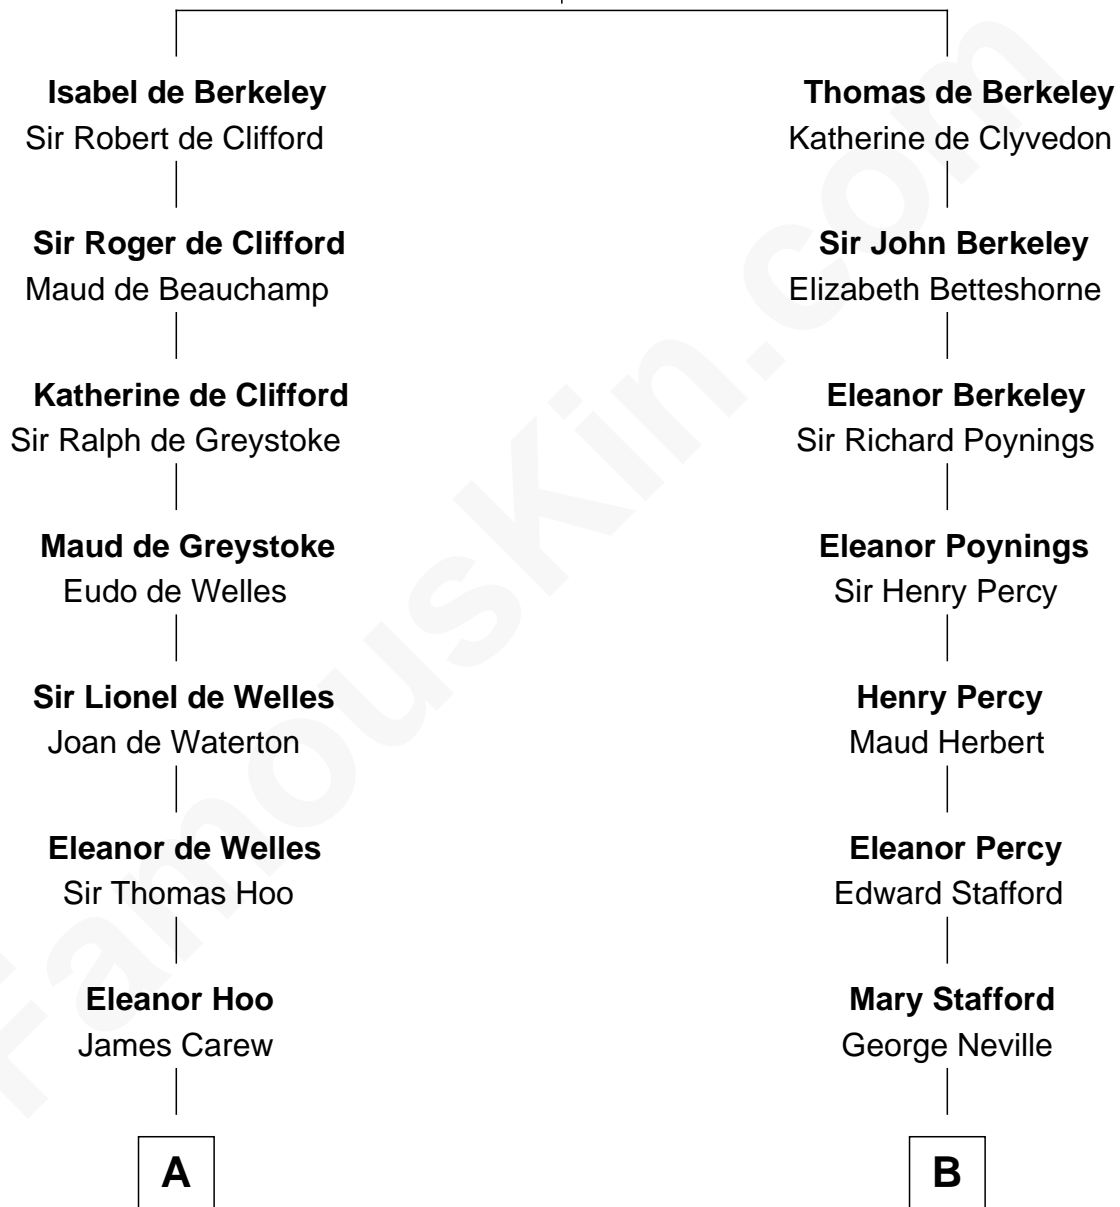 Isabel de Berkeley
Sir Robert de Clifford
Sir Roger de Clifford
Maud de Beauchamp
Katherine de Clifford
Sir Ralph de Greystoke
Maud de Greystoke
Eudo de Welles
Sir Lionel de Welles
Joan de Waterton
Eleanor de Welles
Sir Thomas Hoo
Eleanor Hoo
James Carew
A
Thomas de Berkeley
Katherine de Clyvedon
Sir John Berkeley
Elizabeth Betteshorne
Eleanor Berkeley
Sir Richard Poynings
Eleanor Poynings
Sir Henry Percy
Henry Percy
Maud Herbert
Eleanor Percy
Edward Stafford
Mary Stafford
George Neville
B
FamousKin.com